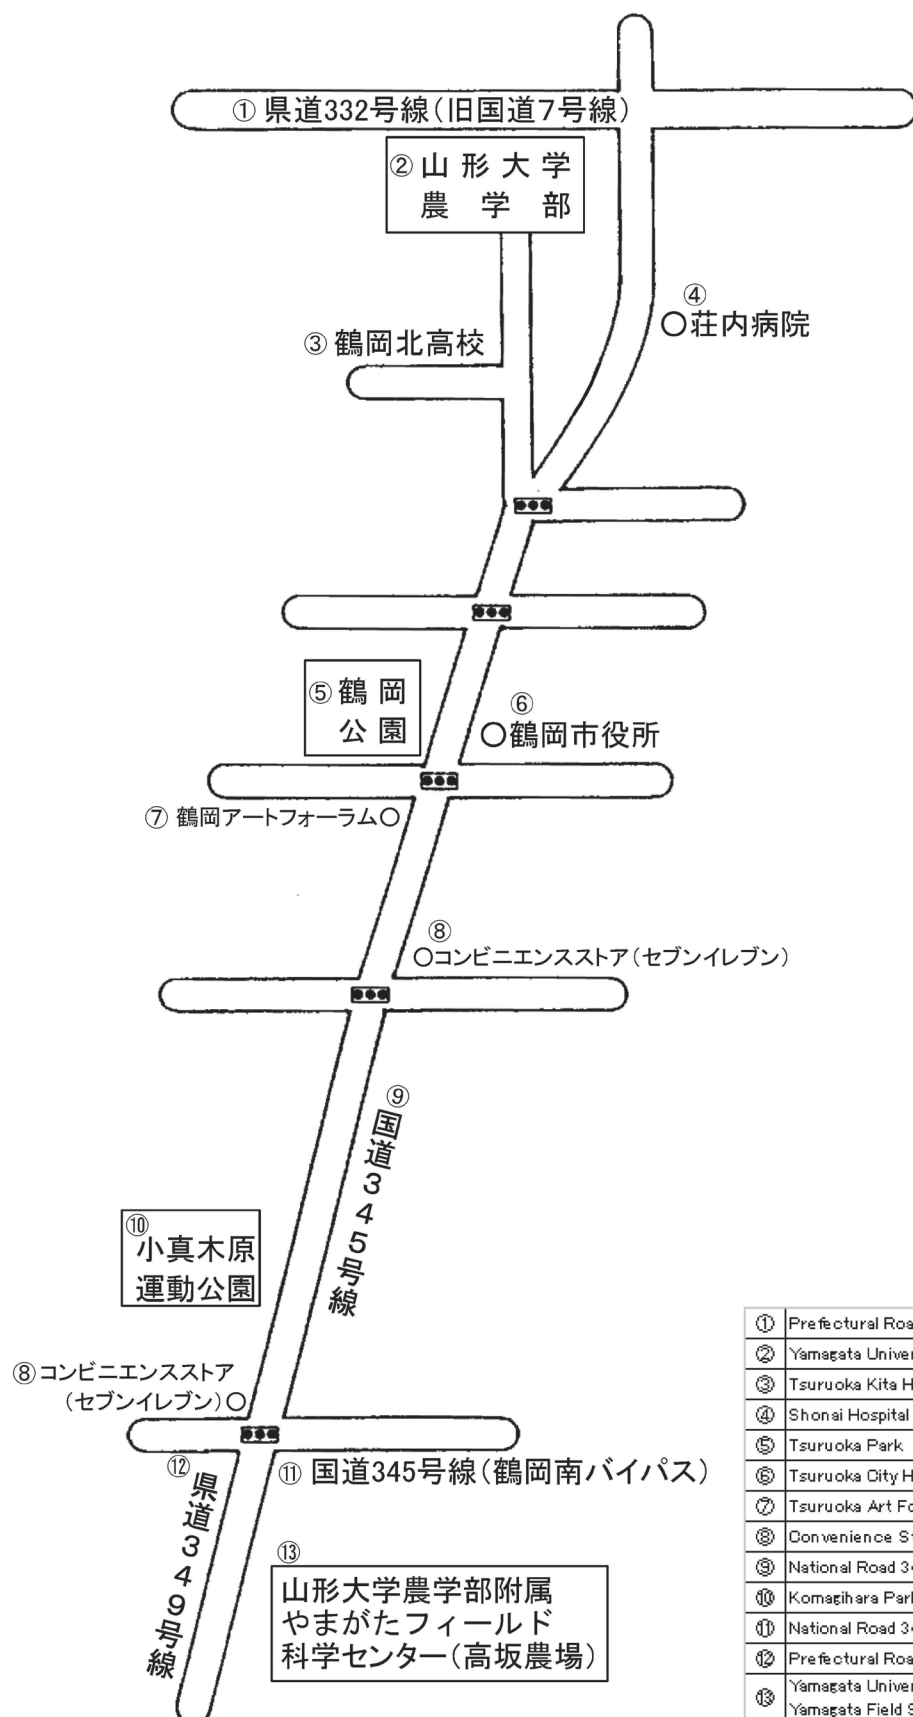 ① 県道332号線(旧国道7号線)
② 山形大学
農学部
③ 鶴岡北高校
④
荘内病院
⑤ 鶴岡
公園
⑥
鶴岡市役所
⑦ 鶴岡アートフォーラム
⑧
コンビニエンスストア(セブンイレブン)
⑨
国道345号線
⑩
小真木原
運動公園
⑧ コンビニエンスストア
(セブンイレブン)
⑪ 国道345号線(鶴岡南バイパス)
⑫
県道349号線
⑬
山形大学農学部附属
やまがたフィールド
科学センター(高坂農場)
① Prefectural
② Yamagata
③ Tsuruoka Kita
④ Shonai Hospital
⑤ Tsuruoka Park
⑥ Tsuruoka City
⑦ Tsuruoka Art
⑧ Convenience
⑨ National Road
⑩ Komagihara
⑪ National Road
⑫ Prefectural
⑬ Yamagata
Yamagata Field